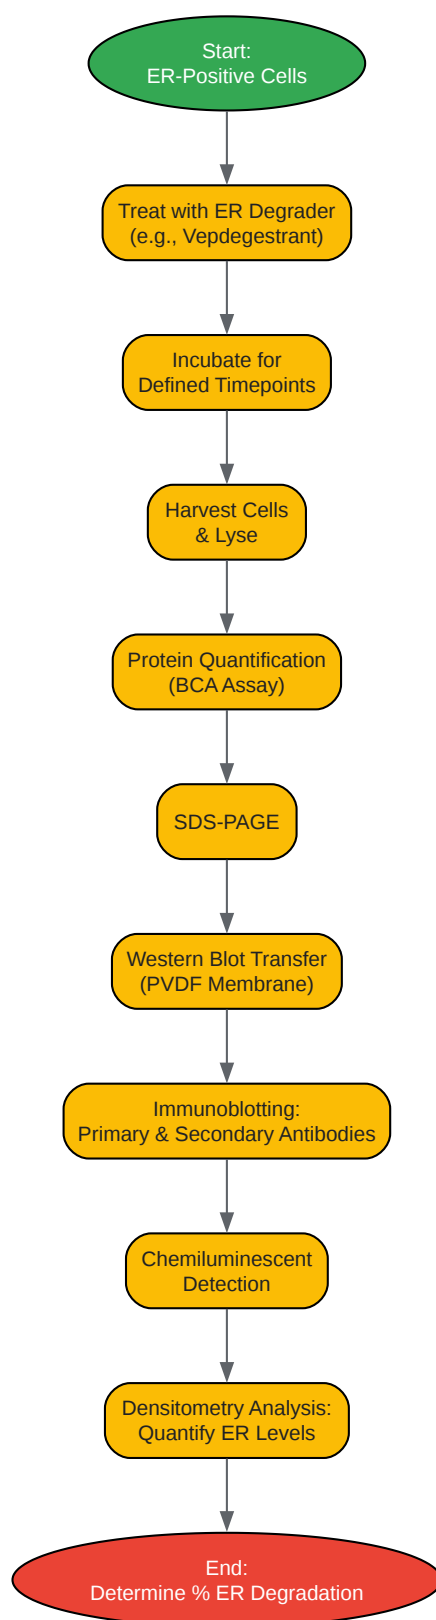 Start:
ER-Positive Cells
Treat with ER Degrader
(e.g., Vepdegestrant)
Incubate for
Defined Timepoints
Harvest Cells
& Lyse
Protein Quantification
(BCA Assay)
SDS-PAGE
Western Blot Transfer
(PVDF Membrane)
Immunoblotting:
Primary & Secondary Antibodies
Chemiluminescent
Detection
Densitometry Analysis:
Quantify ER Levels
End:
Determine % ER Degradation